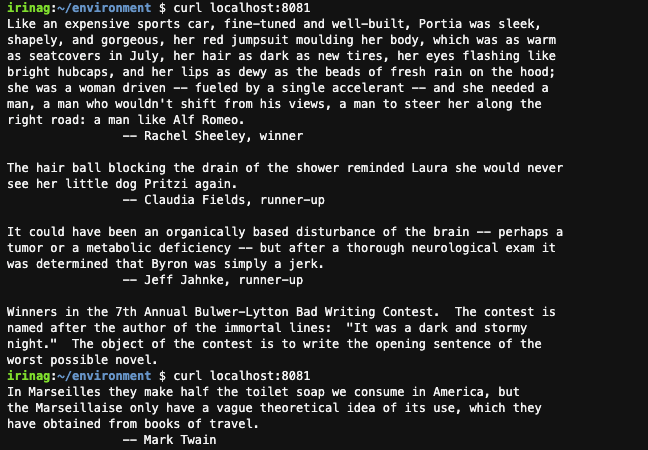 irinag:~/environment $ curl localhost:8081
Like an expensive sports car, fine-tuned and well-built, Portia was sleek,
shapely, and gorgeous, her red jumpsuit moulding her body, which was as warm
as seatcovers in July, her hair as dark as new tires, her eyes flashing like
bright hubcaps, and her lips as dewy as the beads of fresh rain on the hood;
she was a woman driven -- fueled by a single accelerant -- and she needed a
man, a man who wouldn't shift from his views, a man to steer her along the
right road: a man like Alf Romeo.
-- Rachel Sheeley, winner
The hair ball blocking the drain of the shower reminded Laura she would never
see her little dog Pritzi again.
-- Claudia Fields, runner-up
It could have been an organically based disturbance of the brain -- perhaps a
tumor or a metabolic deficiency -- but after a thorough neurological exam it
was determined that Byron was simply a jerk.
-- Jeff Jahnke, runner-up
Winners in the 7th Annual Bulwer-Lytton Bad Writing Contest.  The contest is
named after the author of the immortal lines:  "It was a dark and stormy
night."  The object of the contest is to write the opening sentence of the
worst possible novel.
irinag:~/environment $ curl localhost:8081
In Marseilles they make half the toilet soap we consume in America, but
the Marseillaise only have a vague theoretical idea of its use, which they
have obtained from books of travel.
-- Mark Twain